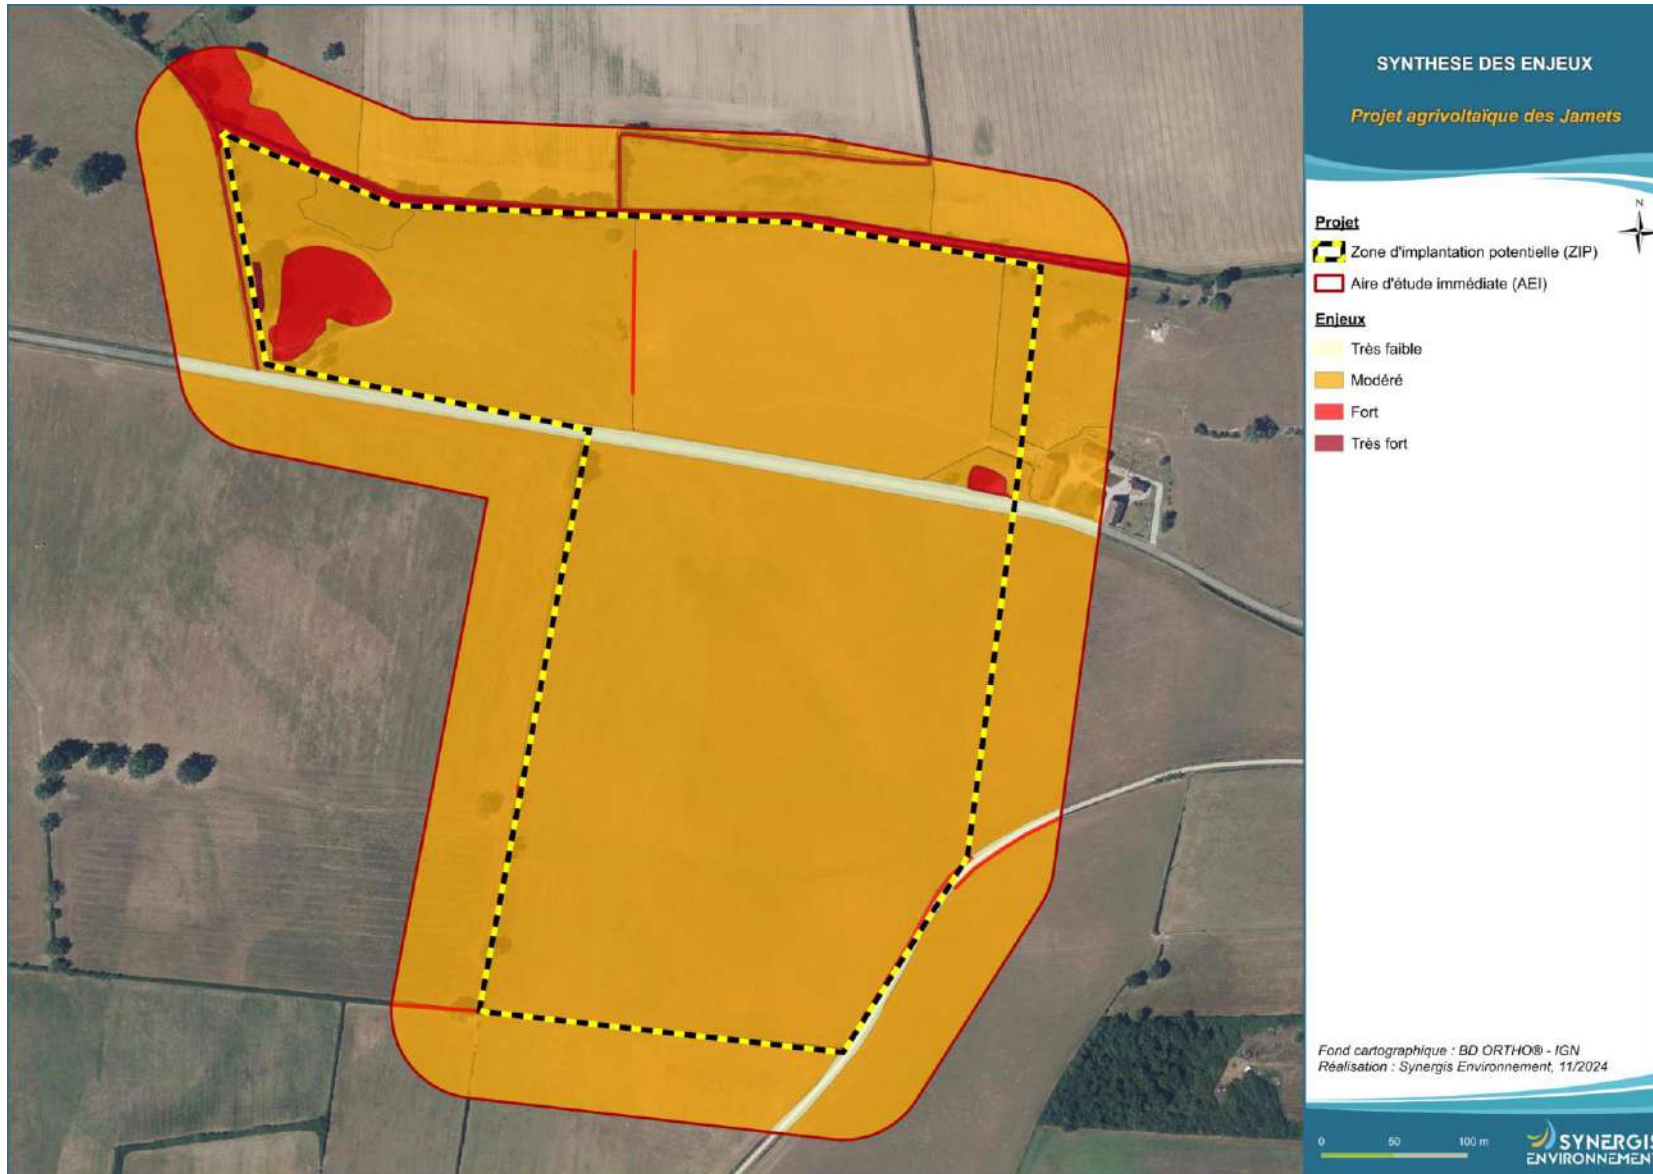 SYNTHESE DES ENJEUX
Projet agrivoltaïque des Jamets
N
Projet
Zone d'implantation potentielle (ZIP)
Aire d'étude immédiate (AEI)
Enjeux
Très faible
Modéré
Fort
Très fort
Fond cartographique : BD ORTHO® - IGN
Réalisation : Synergis Environnement, 11/2024
0 50 100 m
SYNERGIS
ENVIRONNEMENT